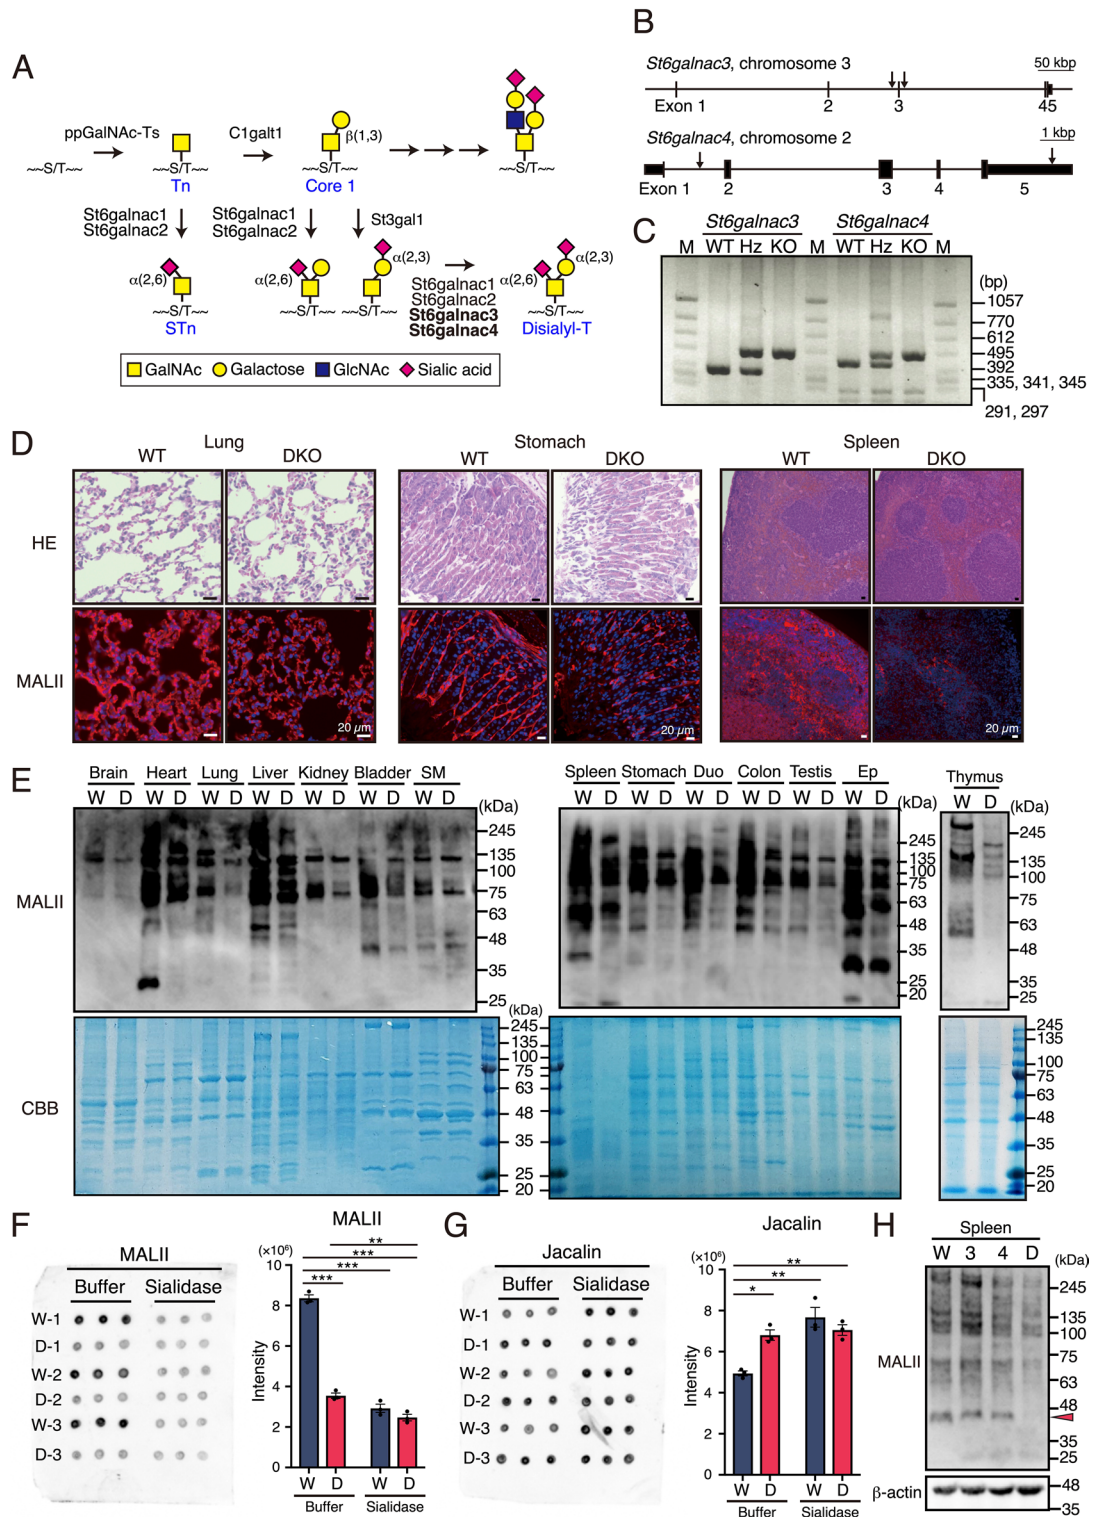 A
ppGalNAc-Ts
C1galt1
β(1,3)
~~S/T~~
~~S/T~~
~~S/T~~
~~S/T~~
Tn
Core 1
St6galnac1
St6galnac2
St6galnac1
St6galnac2
St3gal1
α(2,6)
α(2,6)
α(2,3)
α(2,6)
α(2,3)
St6galnac1
St6galnac2
St6galnac3
St6galnac4
~~S/T~~
~~S/T~~
~~S/T~~
~~S/T~~
STn
Disialyl-T
GalNAc
Galactose
GlcNAc
Sialic acid
B
St6galnac3, chromosome 3
50 kbp
Exon 1
2
3
45
St6galnac4, chromosome 2
1 kbp
Exon 1
2
3
4
5
C
St6galnac3
St6galnac4
M WT Hz KO M WT Hz KO M
(bp)
1057
770
612
495
392
335, 341, 345
291, 297
D
Lung
Stomach
Spleen
WT DKO WT DKO WT DKO
HE
MALII
20 µm
20 µm
20 µm
E
Brain Heart Lung Liver Kidney Bladder SM
W D W D W D W D W D W D W D
(kDa)
245
135
100
75
63
48
35
25
Spleen Stomach Duo Colon Testis Ep
W D W D W D W D W D W D
(kDa)
245
135
100
75
63
48
35
25
20
Thymus
W D
(kDa)
245
135
100
75
63
48
35
25
MALII
CBB
(kDa)
245
135
100
75
63
48
35
25
20
245
135
100
75
63
48
35
25
20
F
MALII
Buffer Sialidase
W-1
D-1
W-2
D-2
W-3
D-3
MALII
(×10⁶)
10
8
6
4
2
0
Intensity
**
***
***
***
W D W D
Buffer Sialidase
G
Jacalin
Buffer Sialidase
W-1
D-1
W-2
D-2
W-3
D-3
Jacalin
(×10⁶)
10
8
6
4
2
0
Intensity
**
**
*
W D W D
Buffer Sialidase
H
Spleen
W 3 4 D
(kDa)
245
135
100
75
63
48
35
25
MALII
β-actin
48
35